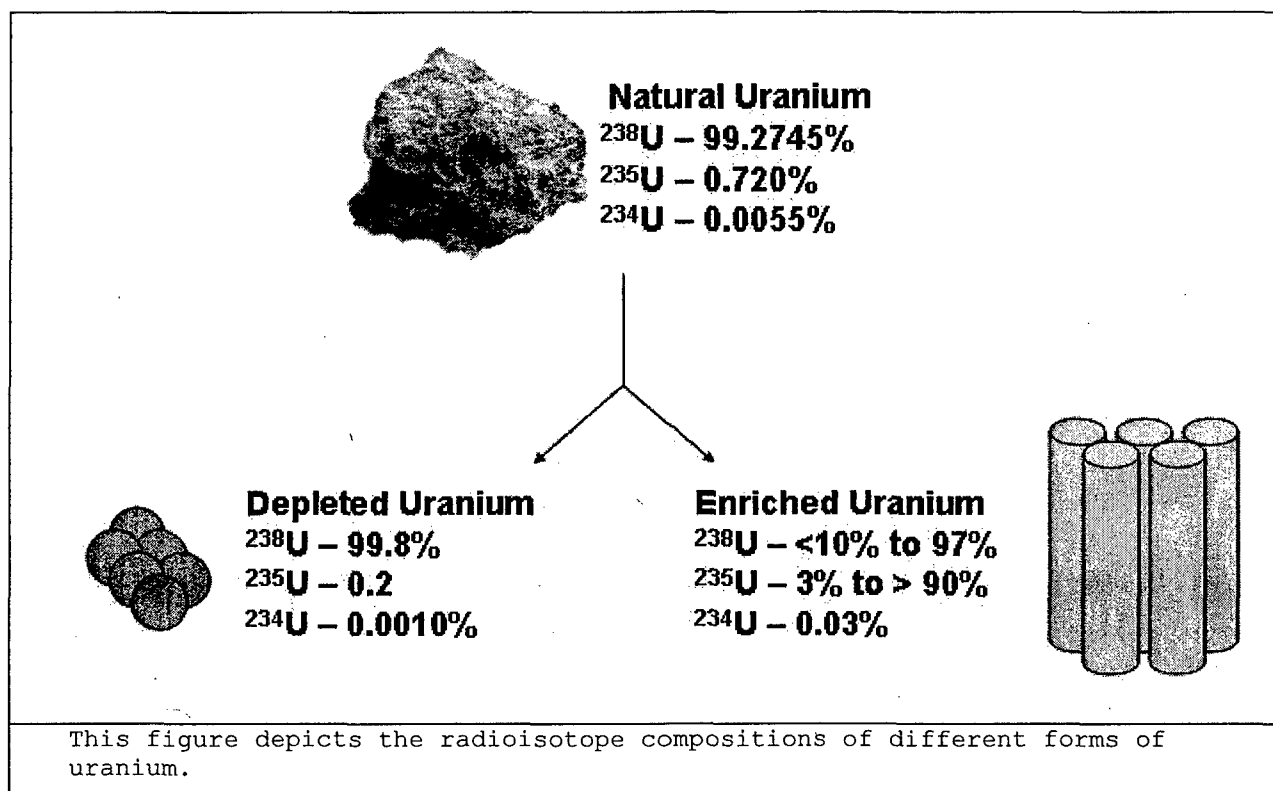 Natural Uranium
²³⁸U – 99.2745%
²³⁵U – 0.720%
²³⁴U – 0.0055%
Depleted Uranium
²³⁸U – 99.8%
²³⁵U – 0.2
²³⁴U – 0.0010%
Enriched Uranium
²³⁸U – <10% to 97%
²³⁵U – 3% to > 90%
²³⁴U – 0.03%
This figure depicts the radioisotope compositions of different forms of
uranium.